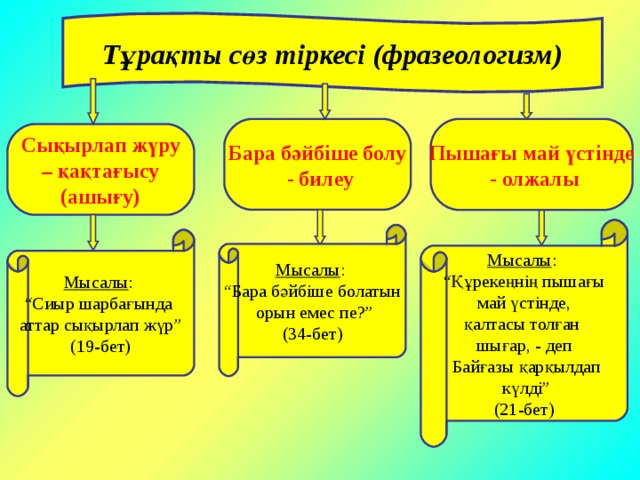 Тұрақты сөз тіркесі (фразеологизм)
Сықырлап жүру
– қақтағысу
(ашығу)
Бара бәйбіше болу
- билеу
Пышағы май үстінде
- олжалы
Мысалы:
“Сиыр шарбағында
аттар сықырлап жүр”
(19-бет)
Мысалы:
“Бара бәйбіше болатын
орын емес пе?”
(34-бет)
Мысалы:
“Құрекеңнің пышағы
май үстінде,
қалтасы толған
шығар, - деп
Байғазы қарқылдап
күлді”
(21-бет)